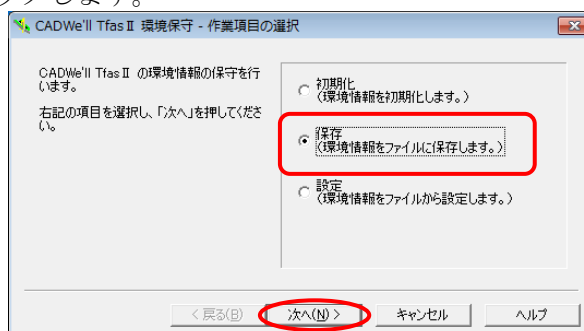 クします。
CADWe'll TfasⅡ 環境保守 - 作業項目の選択
CADWe'll TfasⅡ の環境情報の保守を行
います。
右記の項目を選択し、「次へ」を押してくださ
い。
初期化
(環境情報を初期化します。)
保存
(環境情報をファイルに保存します。)
設定
(環境情報をファイルから設定します。)
< 戻る(B)
次へ(N) >
キャンセル
ヘルプ